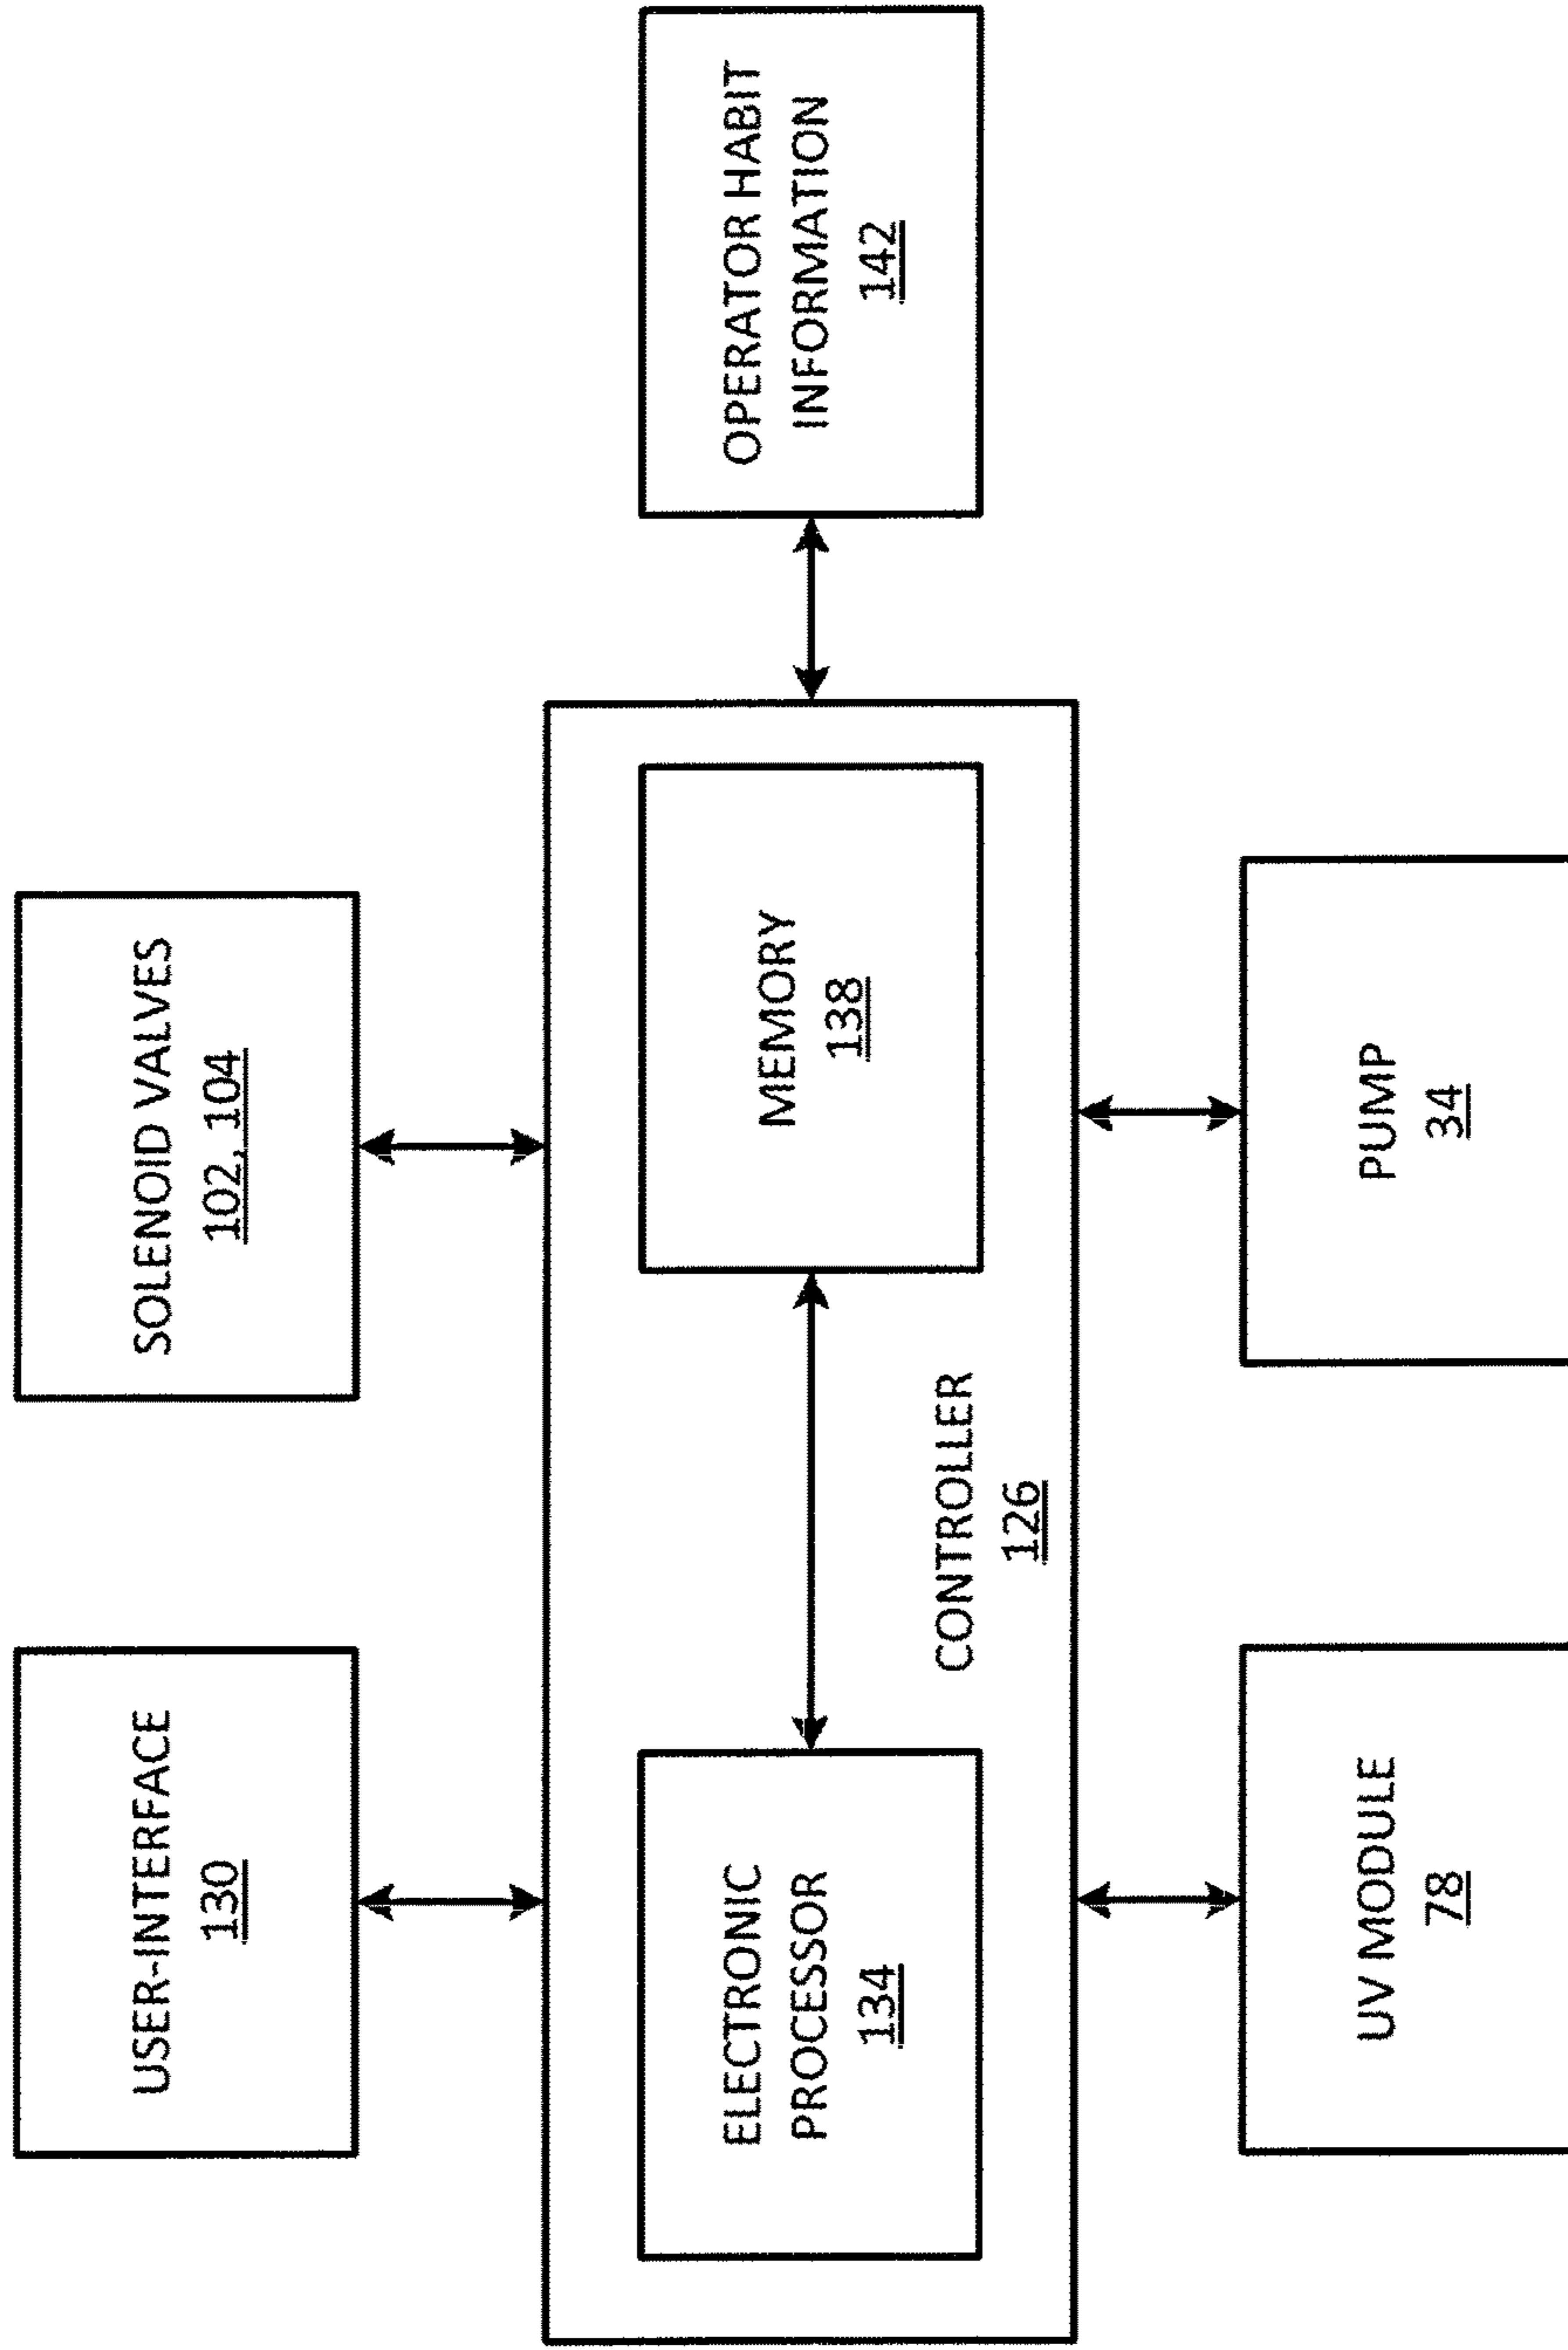 USER-INTERFACE
130
SOLENOID VALVES
102, 104
ELECTRONIC
PROCESSOR
134
MEMORY
138
CONTROLLER
126
OPERATOR HABIT
INFORMATION
142
UV MODULE
78
PUMP
34